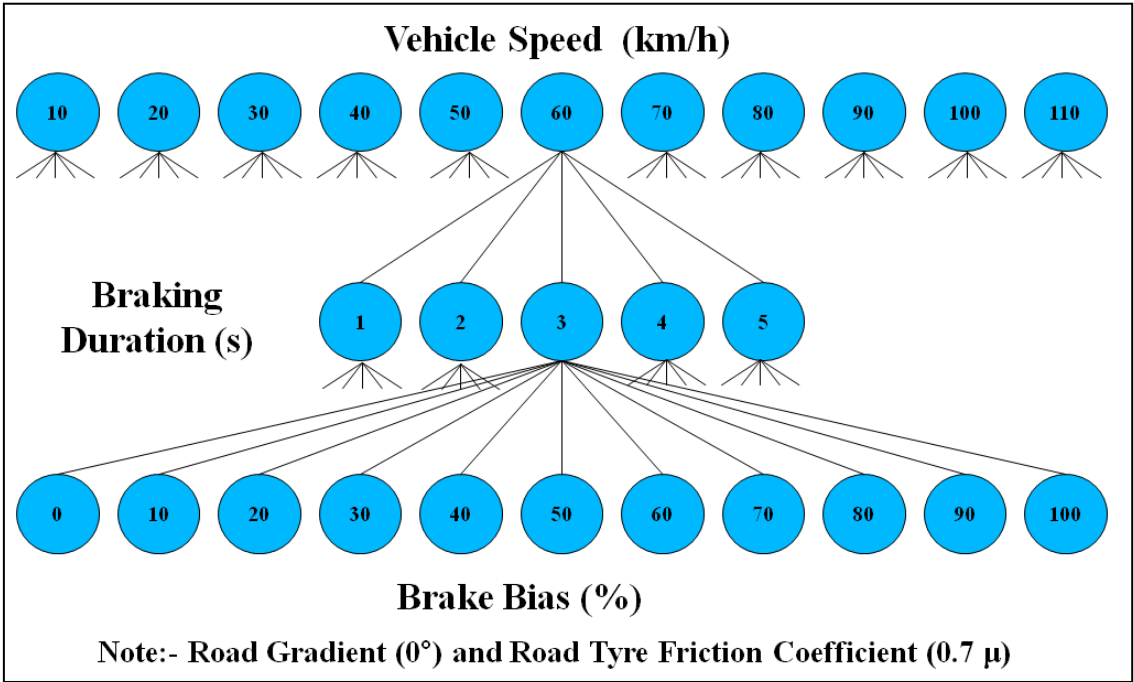 Vehicle Speed (km/h)
10 20 30 40 50 60 70 80 90 100 110
Braking
Duration (s)
1 2 3 4 5
0 10 20 30 40 50 60 70 80 90 100
Brake Bias (%)
Note:- Road Gradient (0°) and Road Tyre Friction Coefficient (0.7 μ)